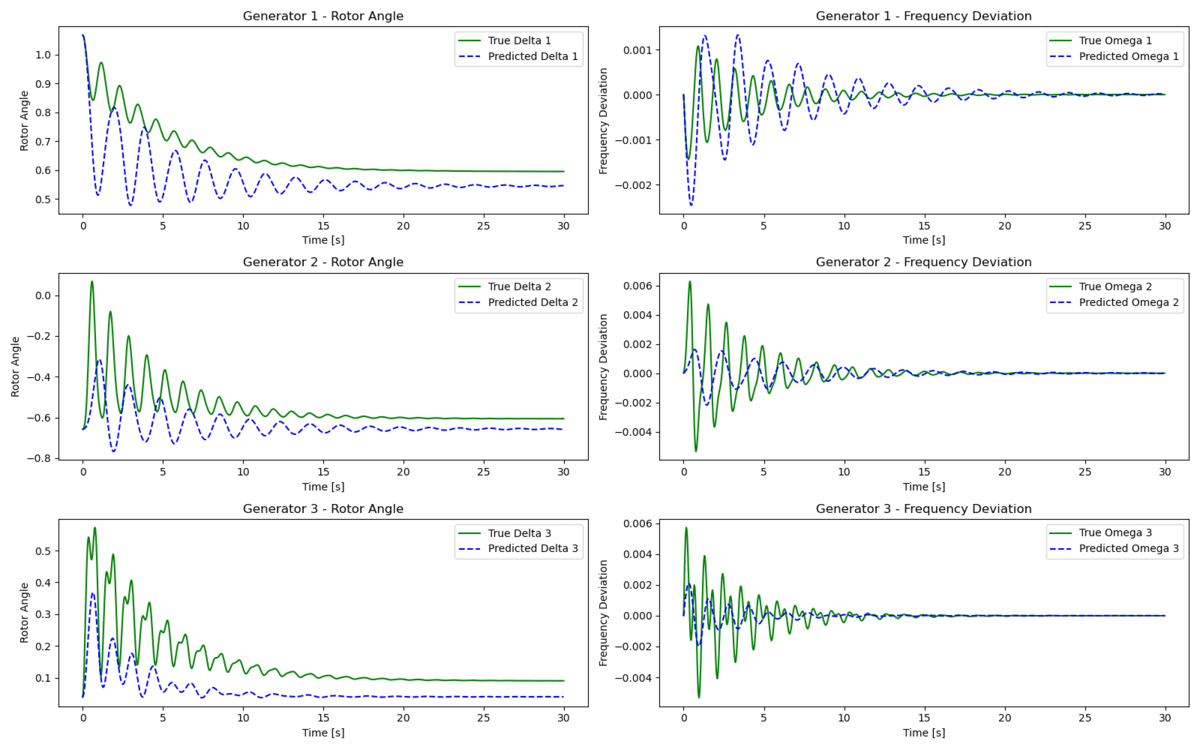 Generator 1 - Rotor Angle
Rotor Angle
1.0
0.9
0.8
0.7
0.6
0.5
True Delta 1
Predicted Delta 1
0 5 10 15 20 25 30
Time [s]
Generator 1 - Frequency Deviation
Frequency Deviation
0.001
0.000
−0.001
−0.002
True Omega 1
Predicted Omega 1
0 5 10 15 20 25 30
Time [s]
Generator 2 - Rotor Angle
Rotor Angle
0.0
−0.2
−0.4
−0.6
−0.8
True Delta 2
Predicted Delta 2
0 5 10 15 20 25 30
Time [s]
Generator 2 - Frequency Deviation
Frequency Deviation
0.006
0.004
0.002
0.000
−0.002
−0.004
True Omega 2
Predicted Omega 2
0 5 10 15 20 25 30
Time [s]
Generator 3 - Rotor Angle
Rotor Angle
0.5
0.4
0.3
0.2
0.1
True Delta 3
Predicted Delta 3
0 5 10 15 20 25 30
Time [s]
Generator 3 - Frequency Deviation
Frequency Deviation
0.006
0.004
0.002
0.000
−0.002
−0.004
True Omega 3
Predicted Omega 3
0 5 10 15 20 25 30
Time [s]